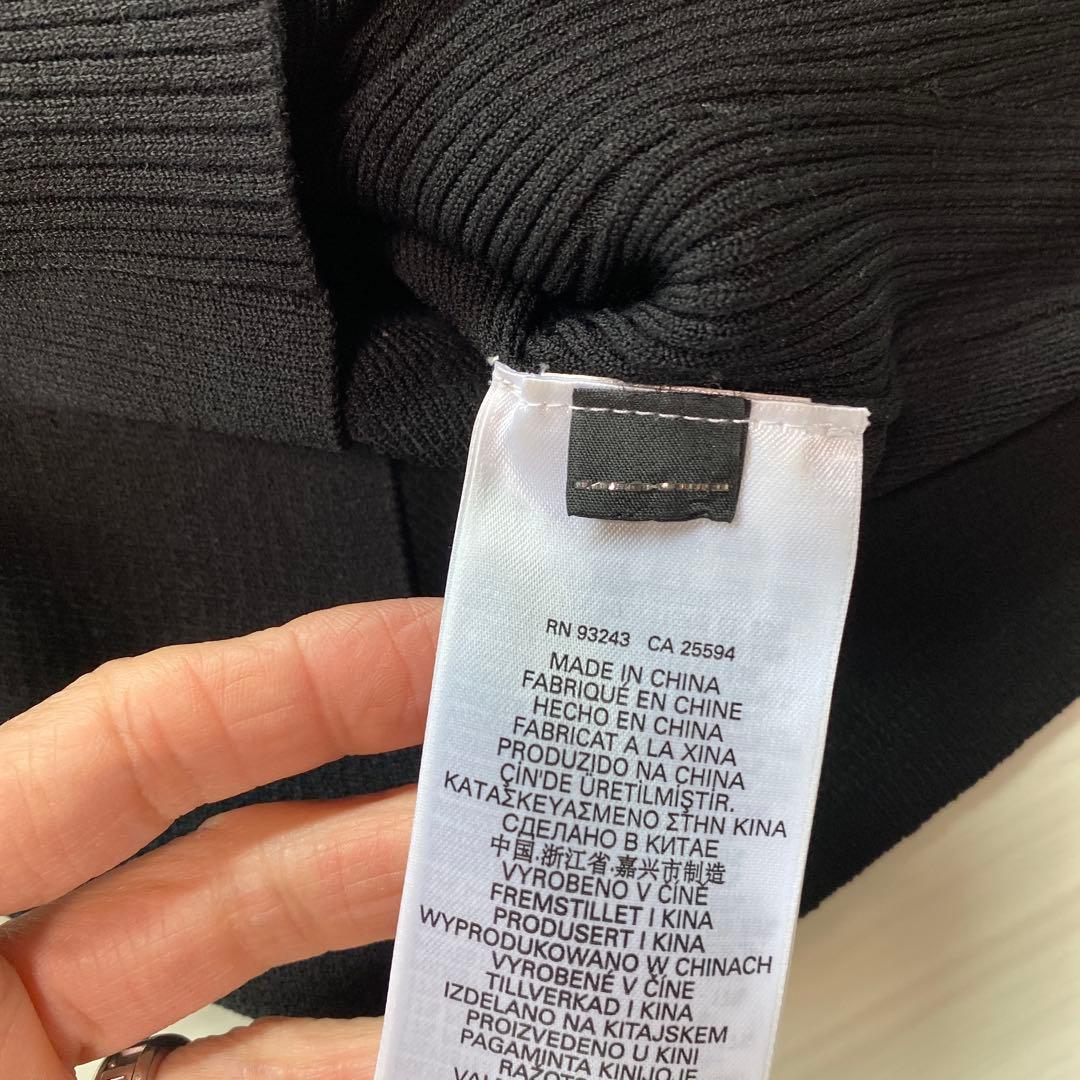 RN 93243 CA 25594
MADE IN CHINA
FABRIQUÉ EN CHINE
HECHO EN CHINA
FABRICAT A LA XINA
PRODUZIDO NA CHINA
ÇİN'DE ÜRETİLMİŞTİR.
ΚΑΤΑΣΚΕΥΑΣΜΕΝΟ ΣΤΗΝ ΚΙΝΑ
СДЕЛАНО В КИТАЕ
中国.浙江省.嘉兴市制造
VYROBENO V ČÍNĚ
FREMSTILLET I KINA
PRODUSERT I KINA
WYPRODUKOWANO W CHINACH
VYROBENÉ V ČÍNE
TILLVERKAD I KINA
IZDELANO NA KITAJSKEM
PROIZVEDENO U KINI
PAGAMINTA KINIJOJE